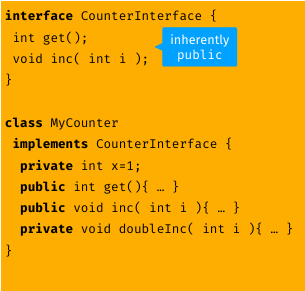 interface CounterInterface {
int get();
void inc( int i );
}
inherently
public
class MyCounter
implements CounterInterface {
private int x=1;
public int get(){ … }
public void inc( int i ){ … }
private void doubleInc( int i ){ … }
}